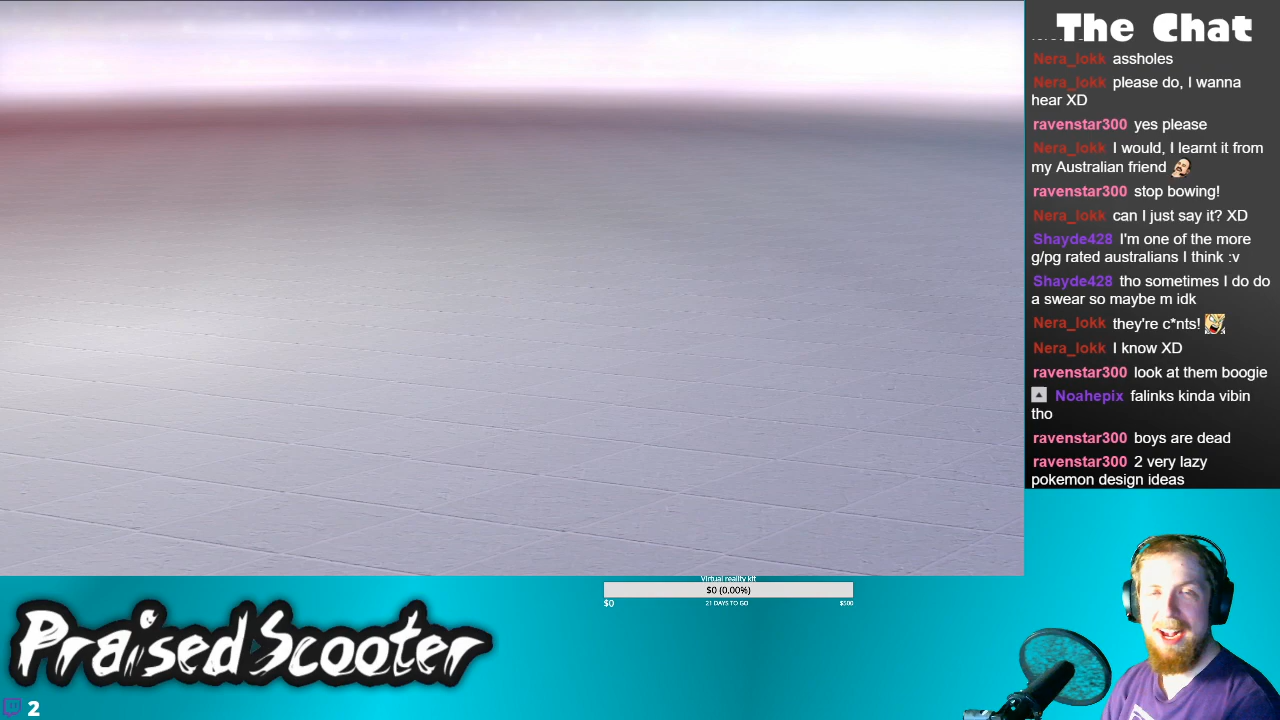 The Chat
Nera_lokk assholes
Nera_lokk please do, I wanna
hear XD
ravenstar300 yes please
Nera_lokk I would, I learnt it from
my Australian friend
ravenstar300 stop bowing!
Nera_lokk can I just say it? XD
Shayde428 I'm one of the more
g/pg rated australians I think :v
Shayde428 tho sometimes I do do
a swear so maybe m idk
Nera_lokk they're c*nts!
Nera_lokk I know XD
ravenstar300 look at them boogie
Noahepix falinks kinda vibin
tho
ravenstar300 boys are dead
ravenstar300 2 very lazy
pokemon design ideas
Virtual reality kit
$0 (0.00%)
$0 21 DAYS TO GO $500
PraisedScooter
2